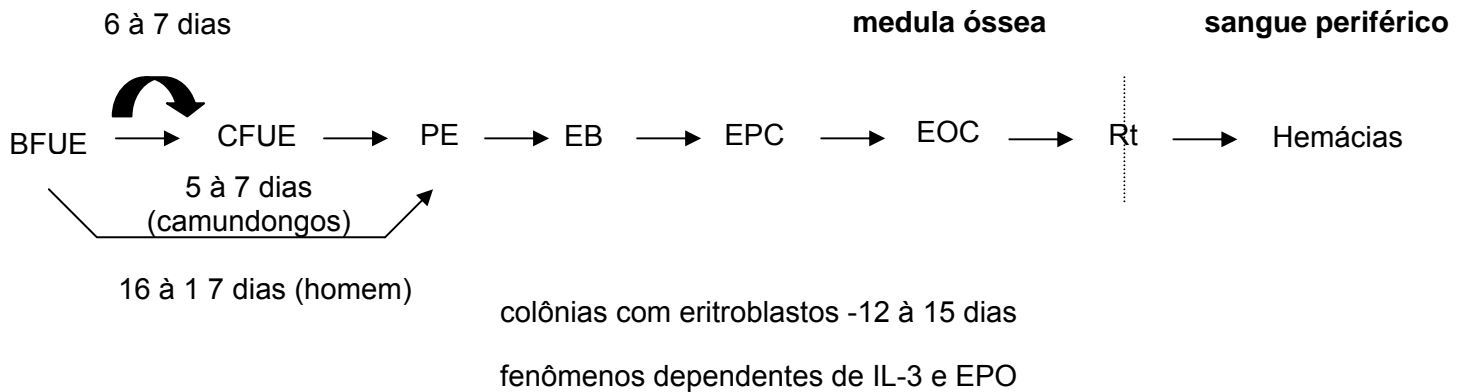 6 à 7 dias
medula óssea sangue periférico
BFUE CFUE PE EB EPC EOC Rt Hemácias
5 à 7 dias
(camundongos)
16 à 1 7 dias (homem)
colônias com eritroblastos -12 à 15 dias
fenômenos dependentes de IL-3 e EPO